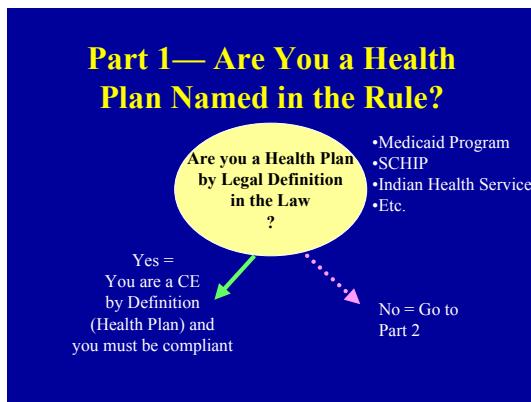 Part 1— Are You a Health
Plan Named in the Rule?
Are you a Health Plan
by Legal Definition
in the Law
?
•Medicaid Program
•SCHIP
•Indian Health Service
•Etc.
Yes =
You are a CE
by Definition
(Health Plan) and
you must be compliant
No = Go to
Part 2